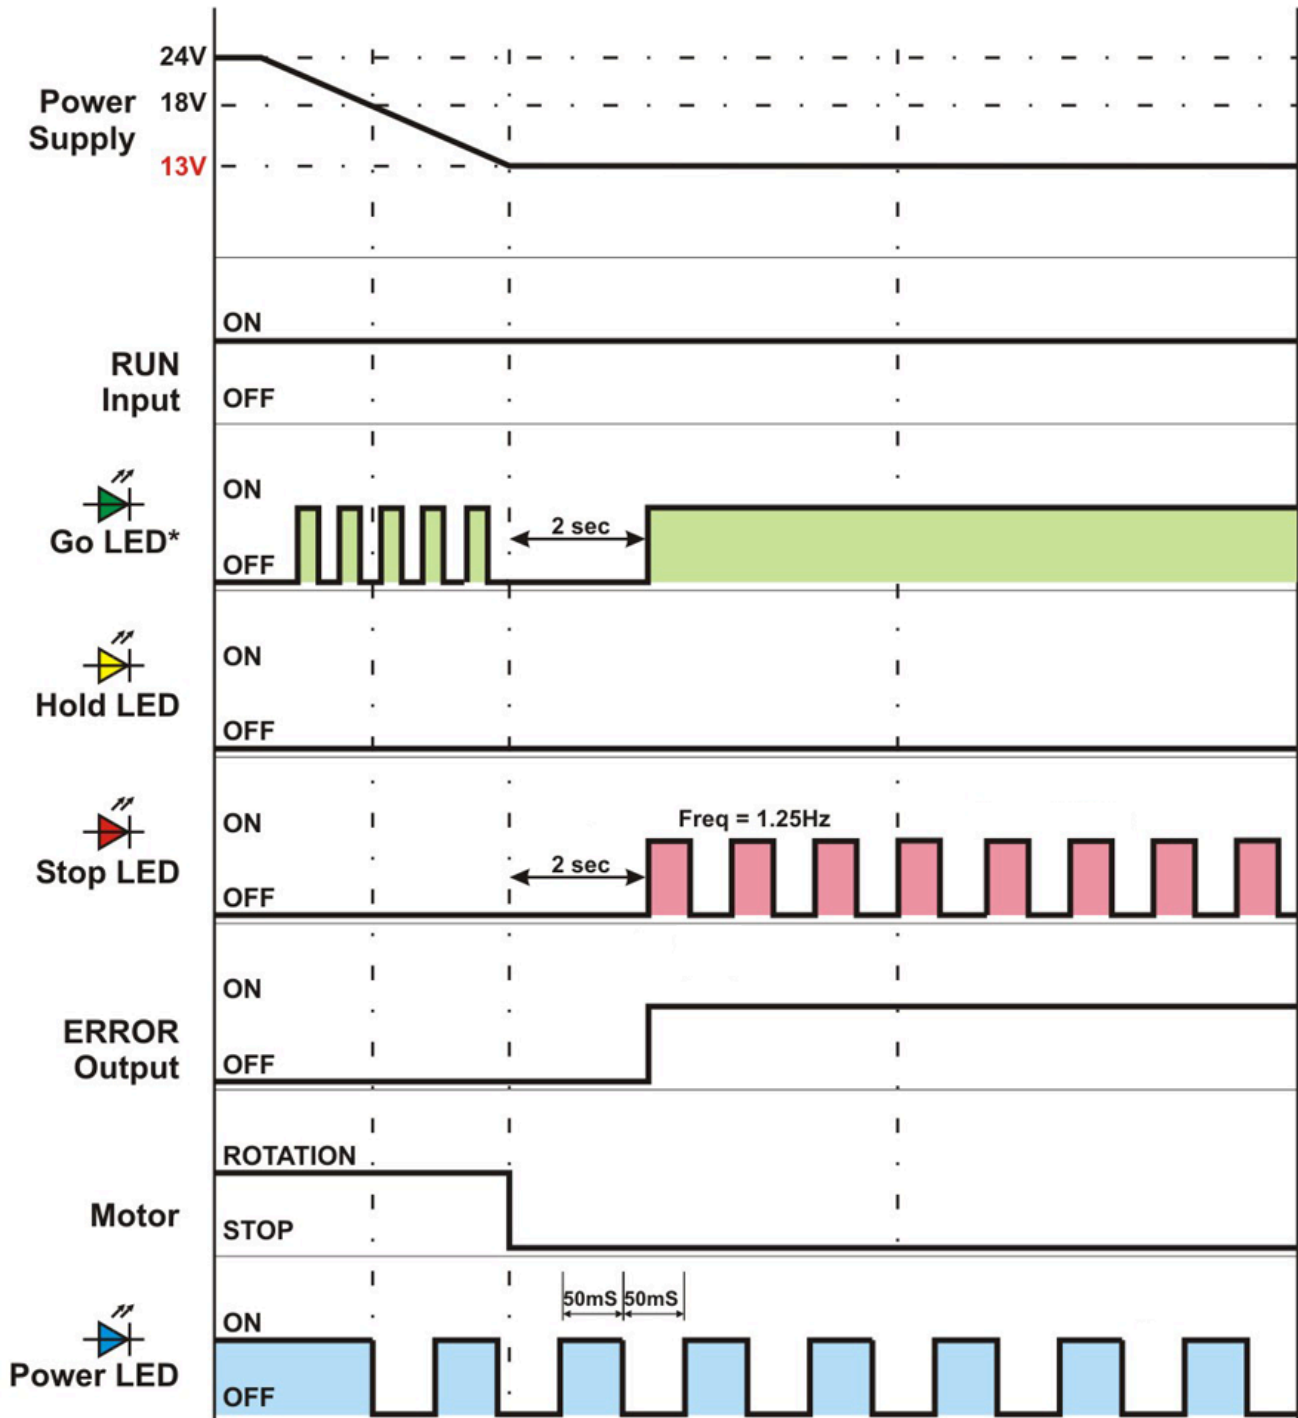 24V
Power
Supply
18V
13V
ON
RUN
Input
OFF
ON
Go LED*
2 sec
OFF
ON
Hold LED
OFF
ON
Freq = 1.25Hz
Stop LED
2 sec
OFF
ON
ERROR
Output
OFF
ROTATION
Motor
STOP
50mS 50mS
ON
Power LED
OFF